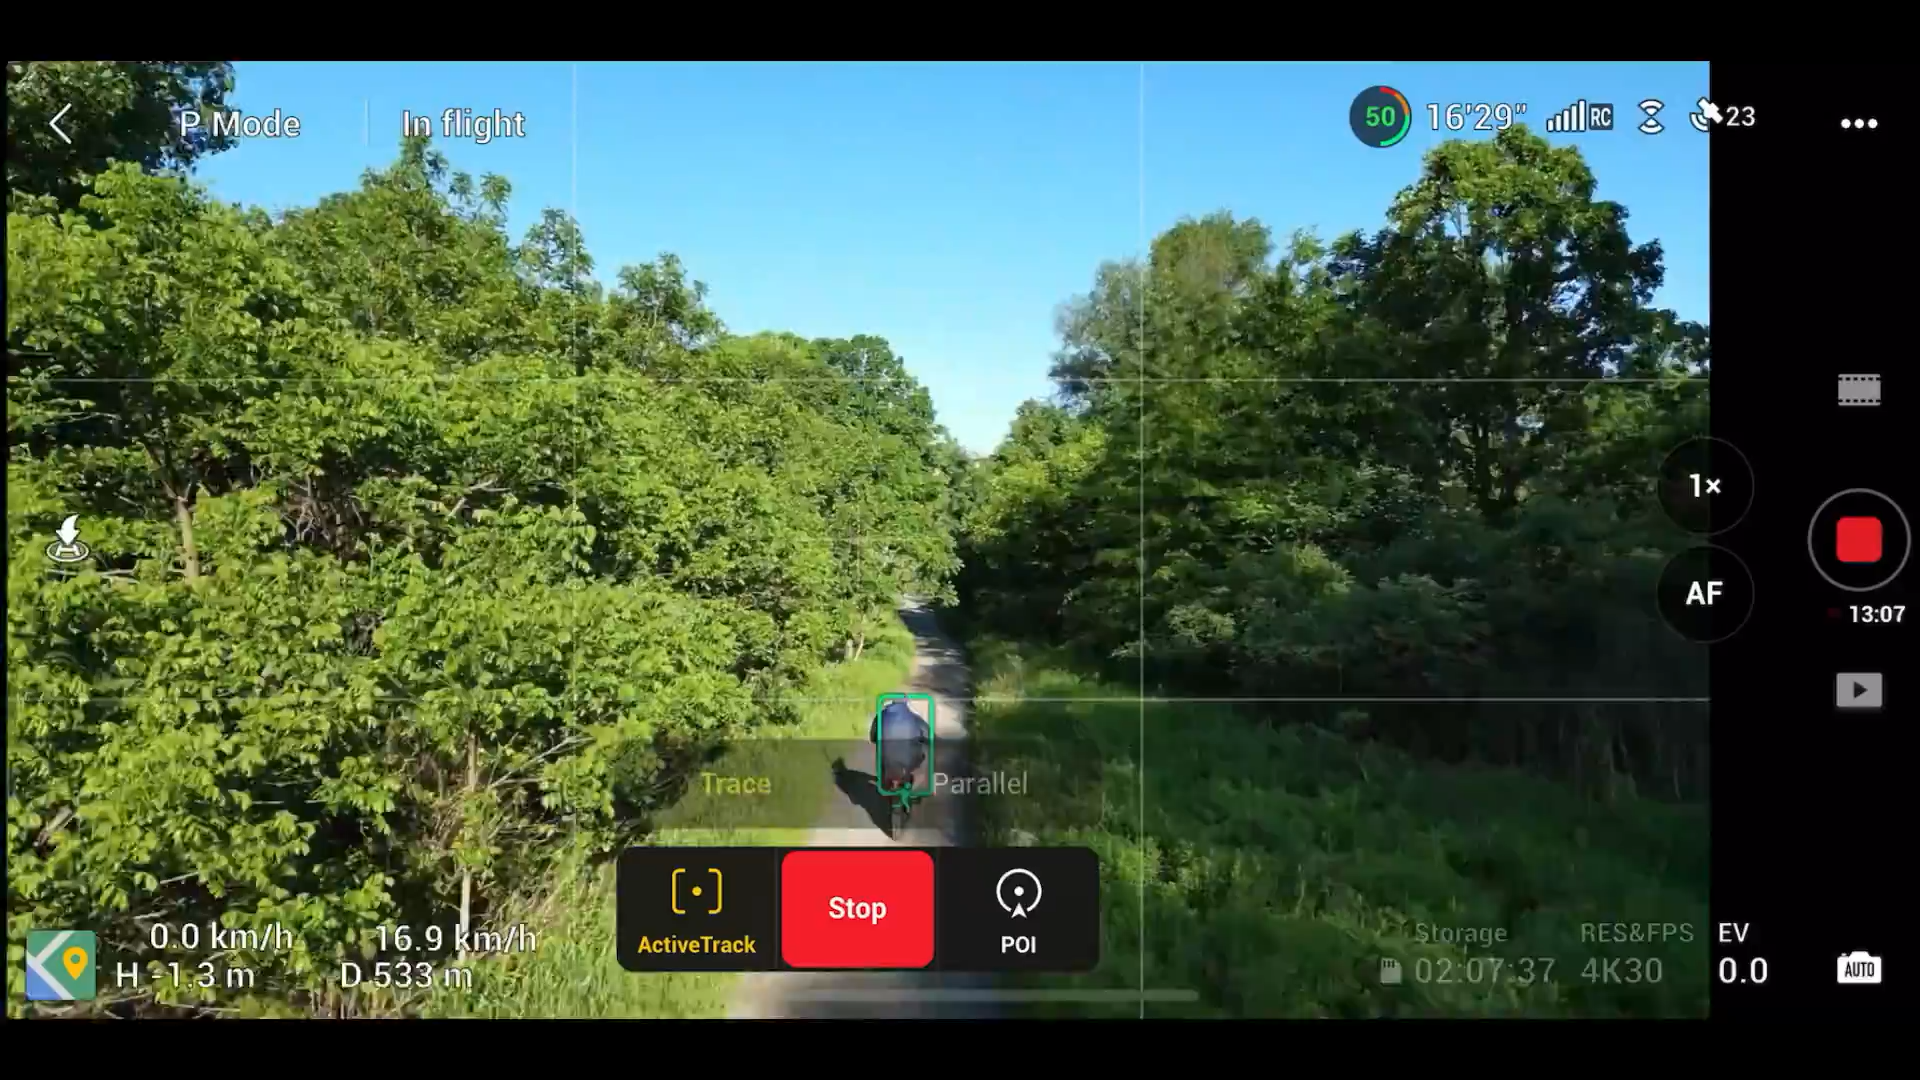 P Mode
In flight
50
16'29"
RC
23
1×
AF
13:07
Trace
Parallel
Stop
ActiveTrack
POI
0.0 km/h
16.9 km/h
H -1.3 m
D 533 m
Storage
RES&FPS
EV
02:07:37
4K30
0.0
AUTO